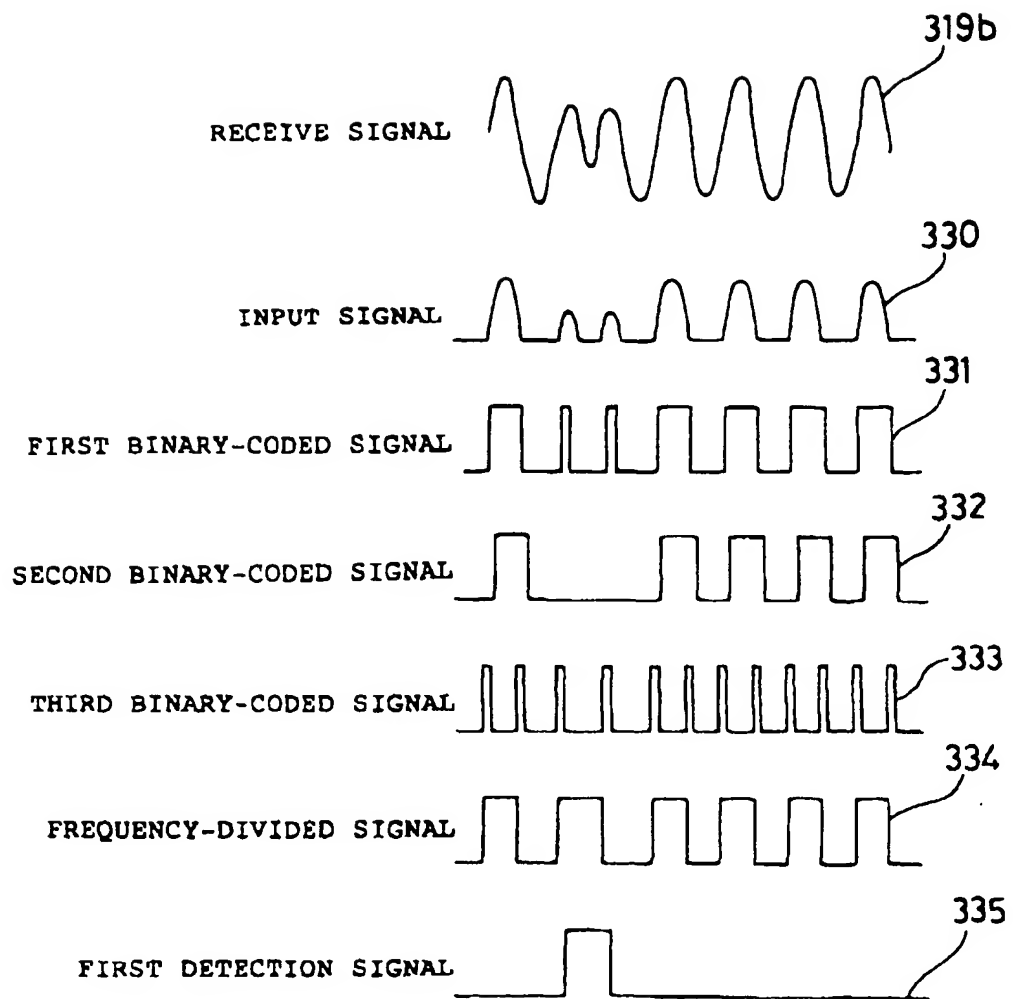 319b
RECEIVE SIGNAL
330
INPUT SIGNAL
331
FIRST BINARY-CODED SIGNAL
332
SECOND BINARY-CODED SIGNAL
333
THIRD BINARY-CODED SIGNAL
334
FREQUENCY-DIVIDED SIGNAL
335
FIRST DETECTION SIGNAL